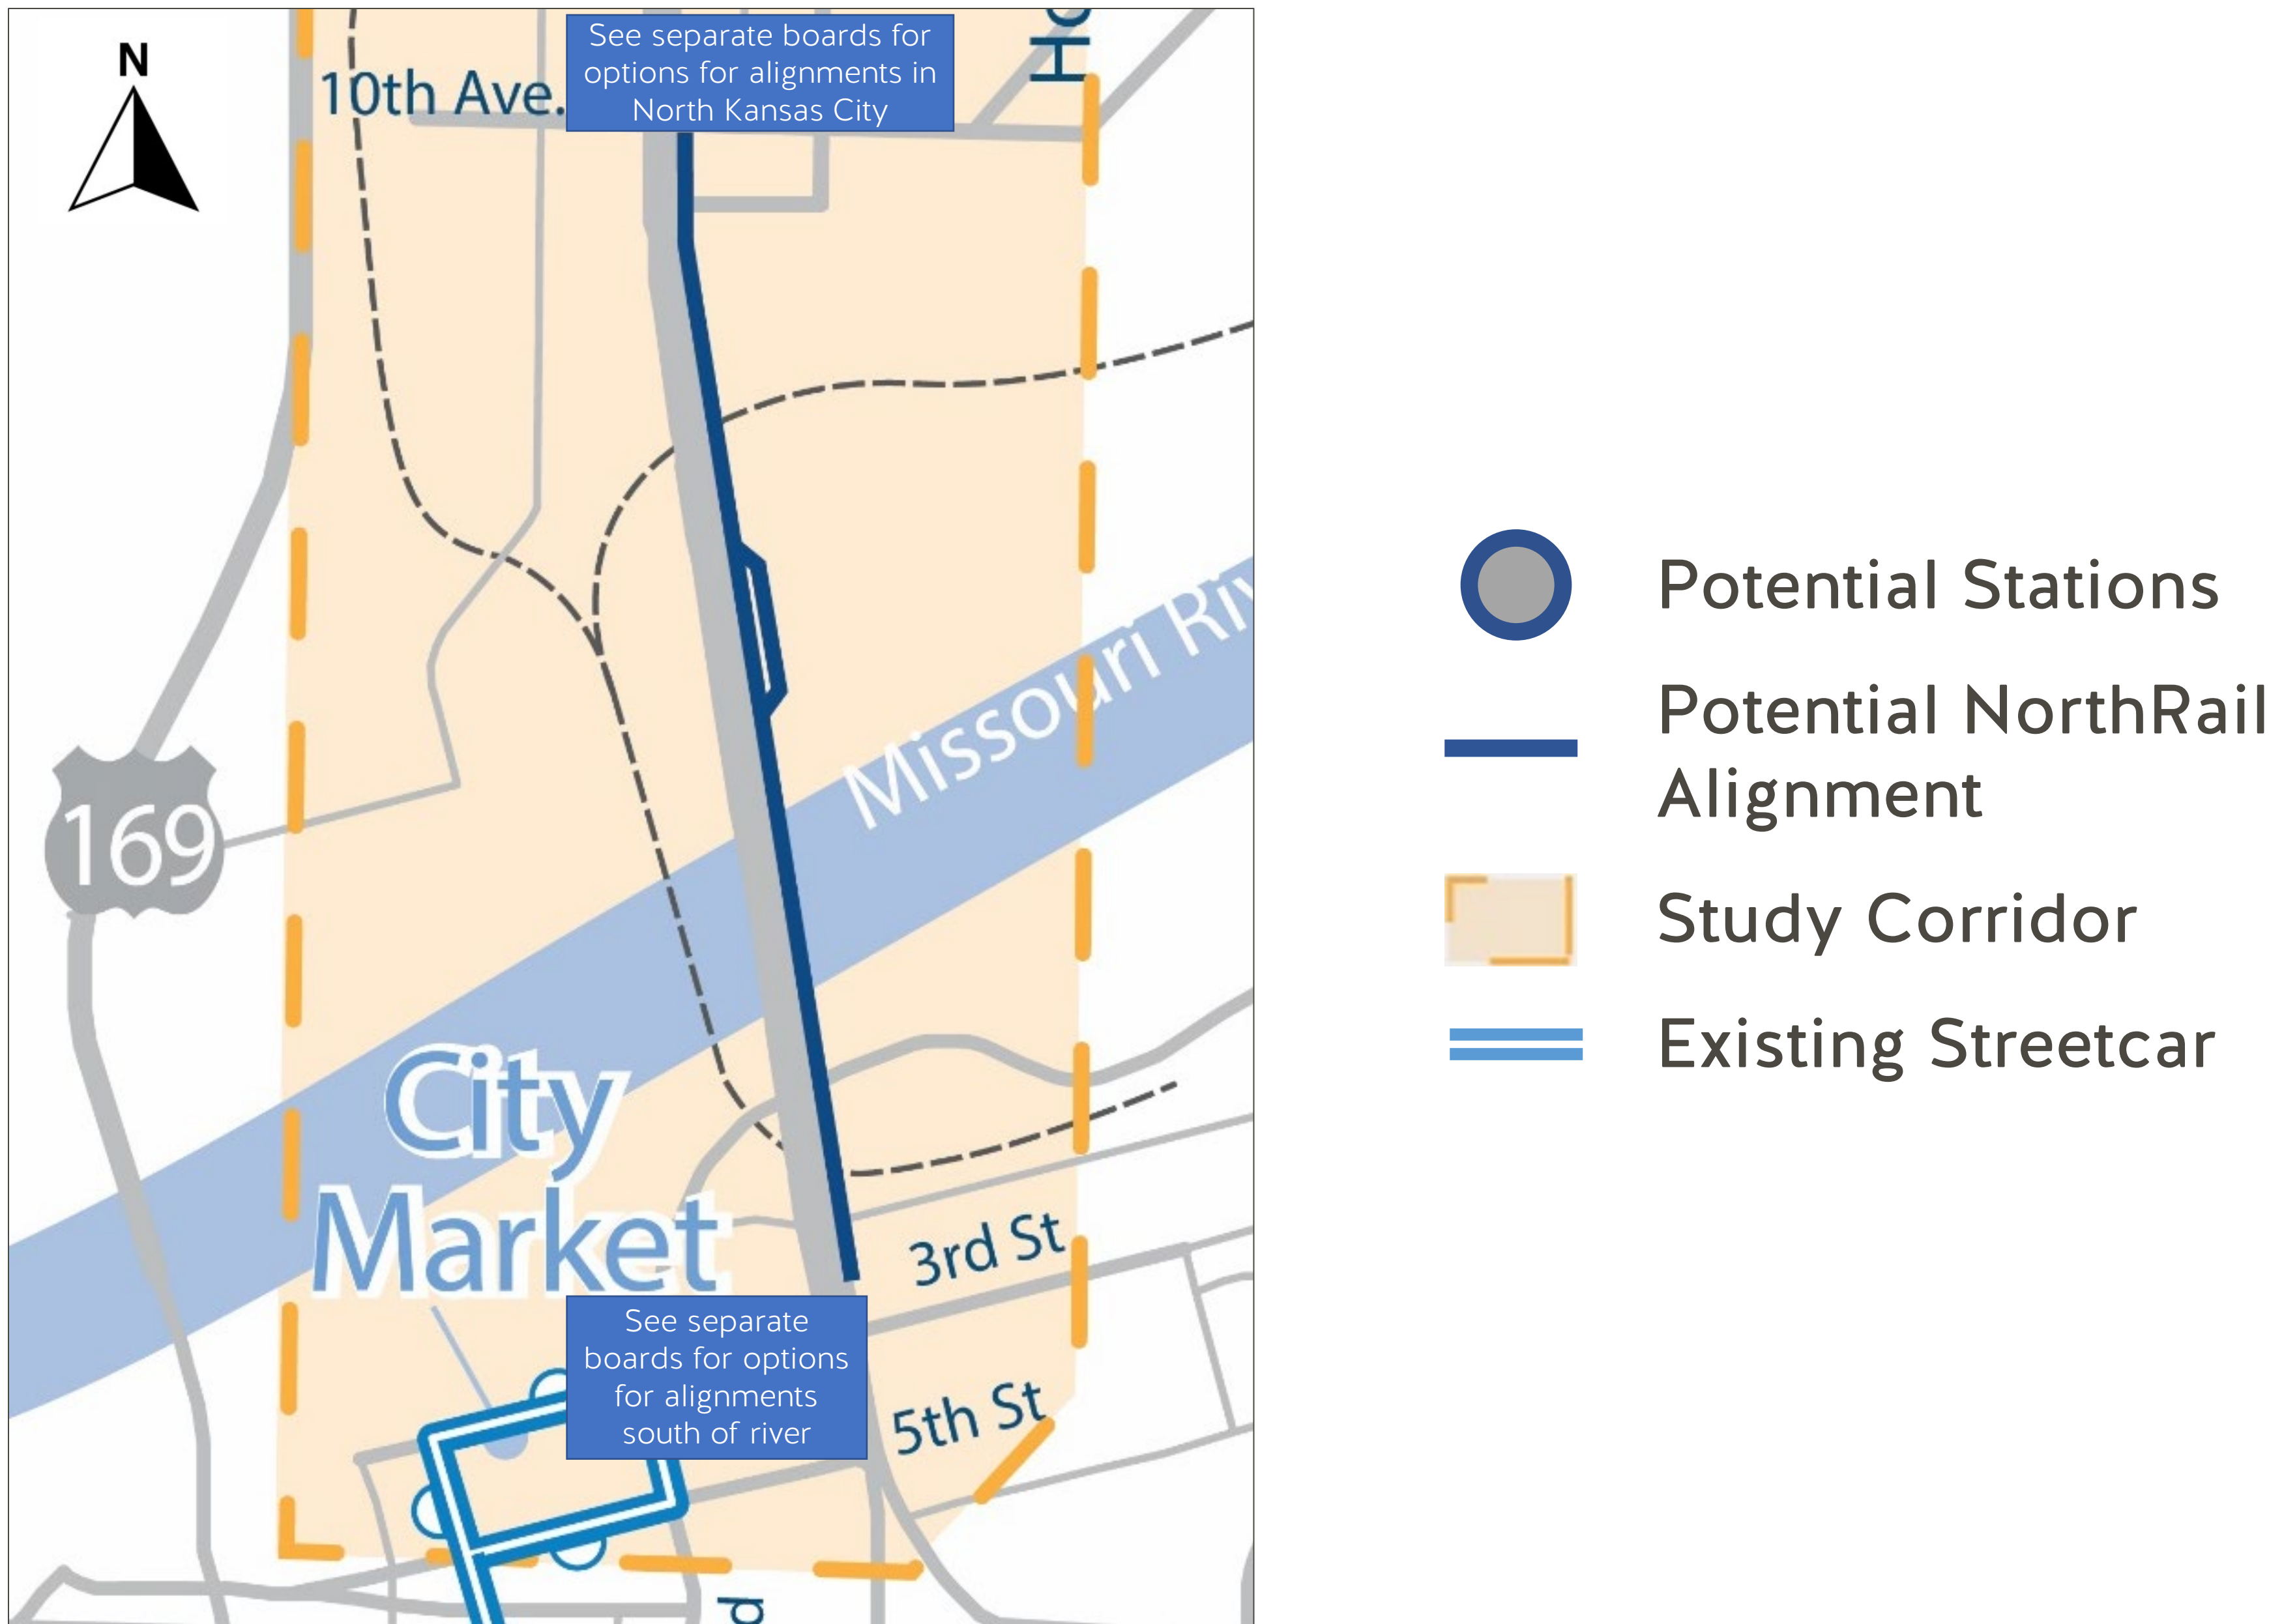 See separate boards for
options for alignments in
North Kansas City
N
10th Ave.
Missouri
169
City
Market
3rd St
See separate
boards for options
for alignments
south of river
5th St
Potential Stations
Potential NorthRail
Alignment
Study Corridor
Existing Streetcar